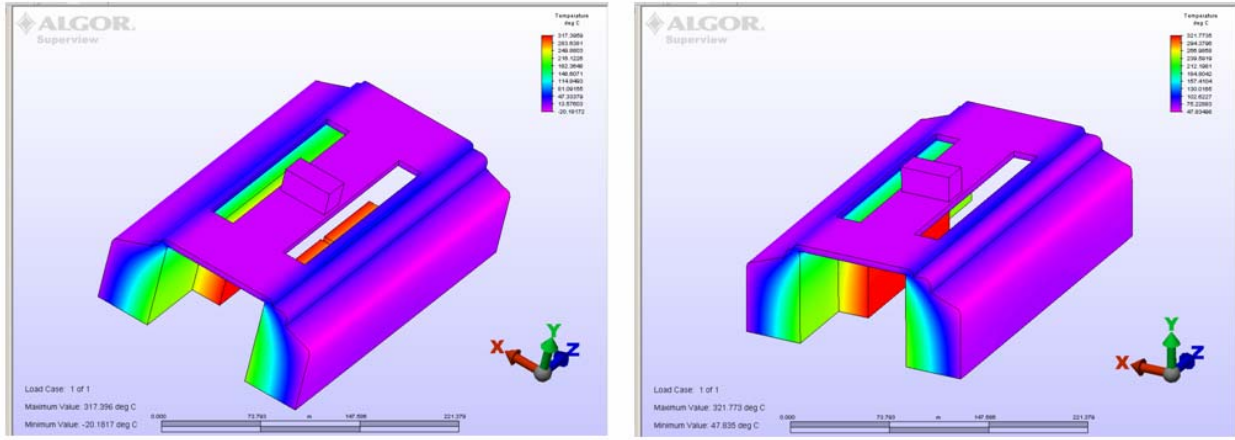 ALGOR.
Superview
Temperature
deg C
317.3959
283.6381
249.8803
216.1226
182.3648
148.6071
114.8493
81.09155
47.33379
13.57603
-20.18172
X
Y
Z
Load Case: 1 of 1
Maximum Value: 317.396 deg C
Minimum Value: -20.1817 deg C
0.000
73.793
m
147.586
221.379
ALGOR.
Superview
Temperature
deg C
321.7735
294.3796
266.9858
239.5919
212.1981
184.8042
157.4104
130.0165
102.6227
75.22883
47.83496
X
Y
Z
Load Case: 1 of 1
Maximum Value: 321.773 deg C
Minimum Value: 47.835 deg C
0.000
73.793
m
147.586
221.379